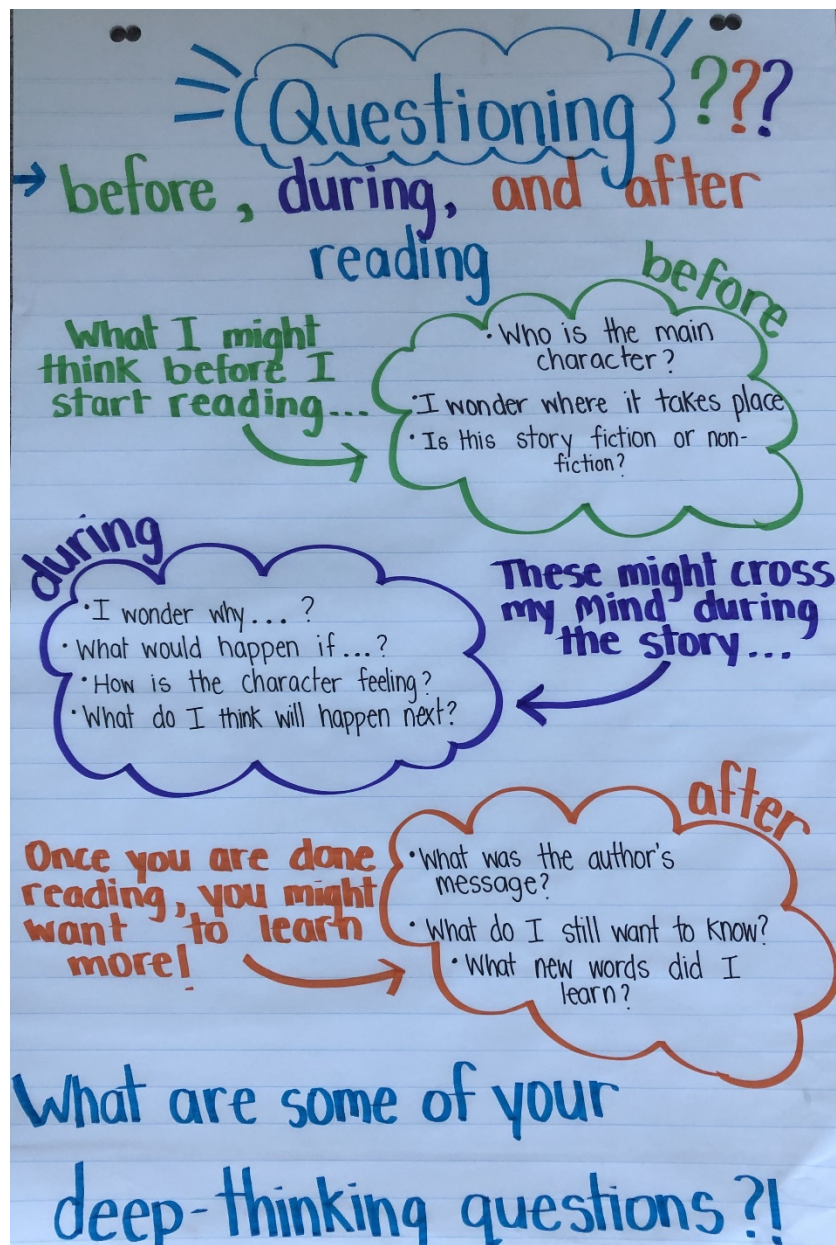 Questioning ???
before, during, and after
reading
before
What I might
think before I
start reading...
· Who is the main
character?
· I wonder where it takes place
· Is this story fiction or non-
fiction?
during
· I wonder why... ?
· What would happen if...?
· How is the character feeling?
· What do I think will happen next?
These might cross
my mind during
the story...
after
Once you are done
reading, you might
want to learn
more!
· What was the author's
message?
· What do I still want to know?
· What new words did I
learn?
What are some of your
deep-thinking questions?!